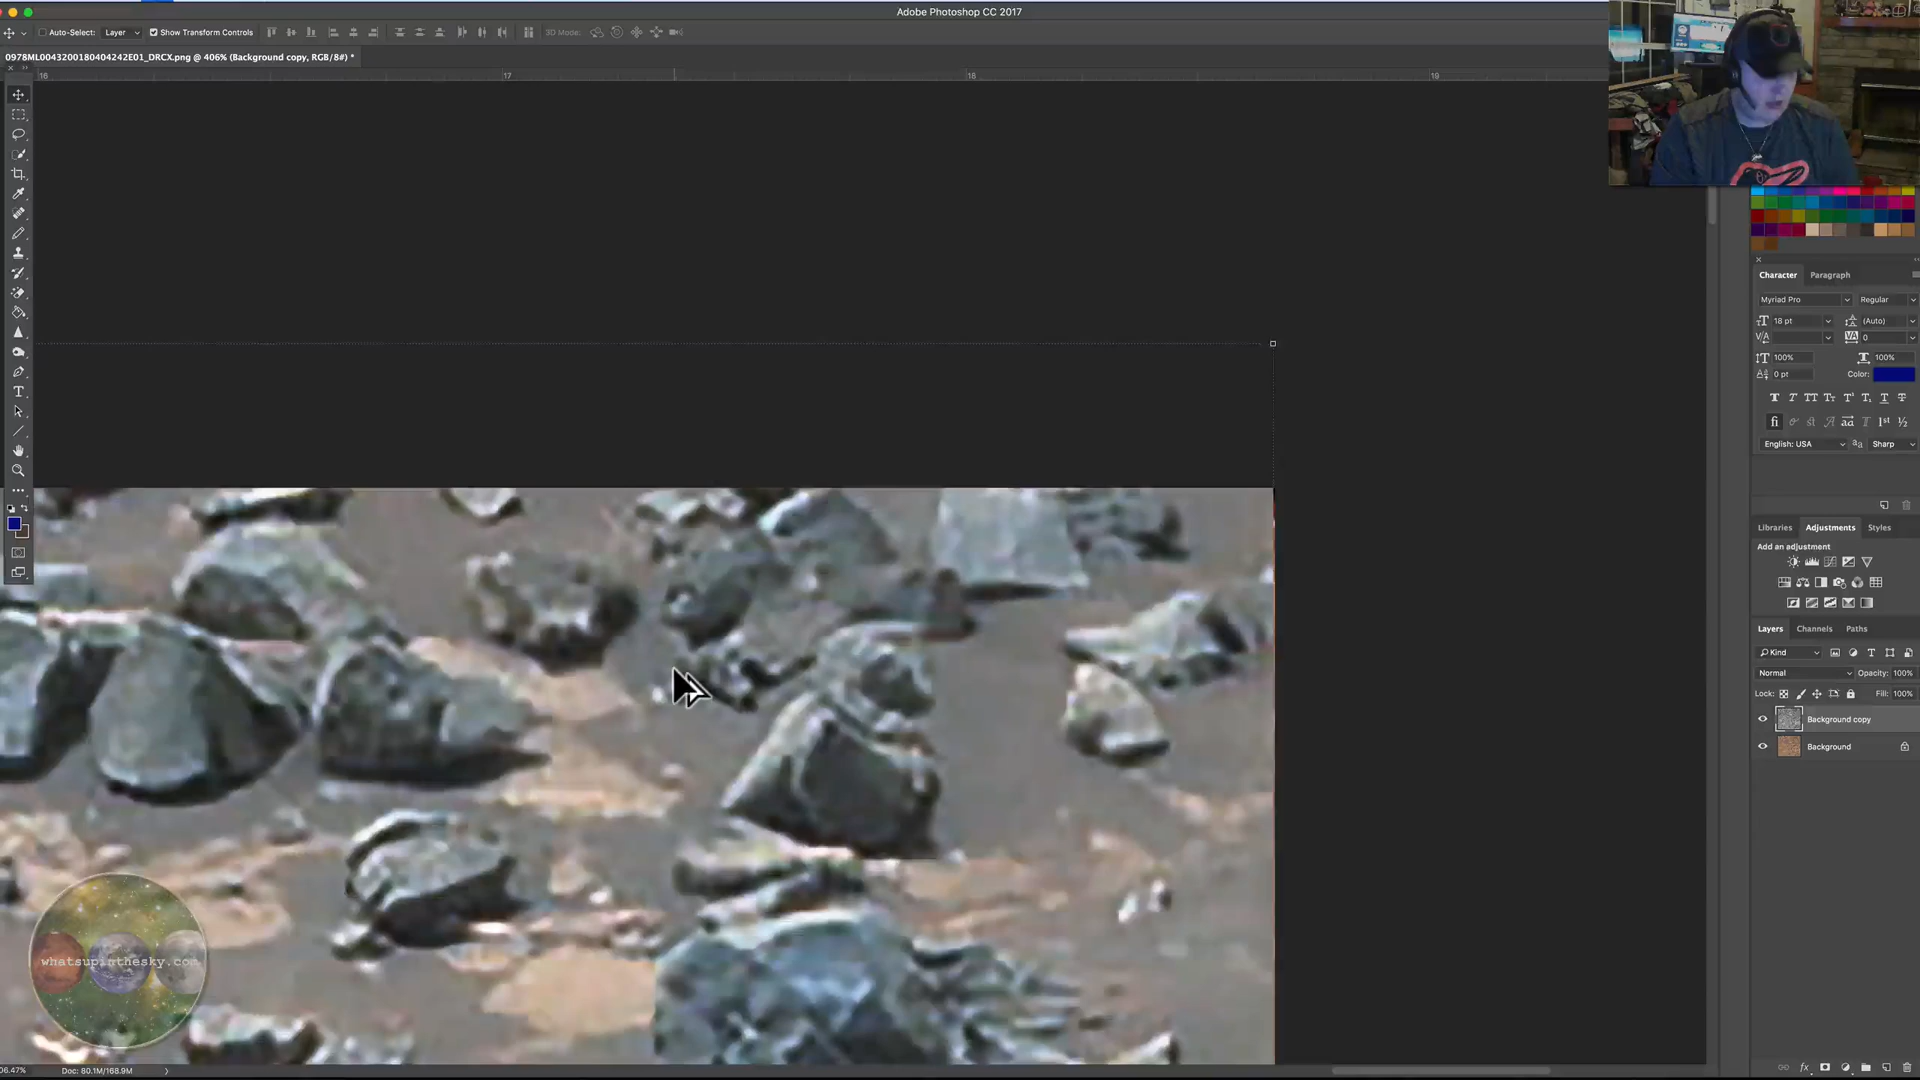 Adobe Photoshop CC 2017
Auto-Select: Layer Show Transform Controls 3D Mode:
0978ML0043200180404242E01_DRCX.png @ 406% (Background copy, RGB/8#) *
16 17 18 19
Character Paragraph
Myriad Pro Regular
18 pt (Auto)
0
100% 100%
0 pt Color:
English: USA Sharp
Libraries Adjustments Styles
Add an adjustment
Layers Channels Paths
Kind
Normal Opacity: 100%
Lock: Fill: 100%
Background copy
Background
whatsupinthesky.com
06.47% Doc: 80.1M/168.9M